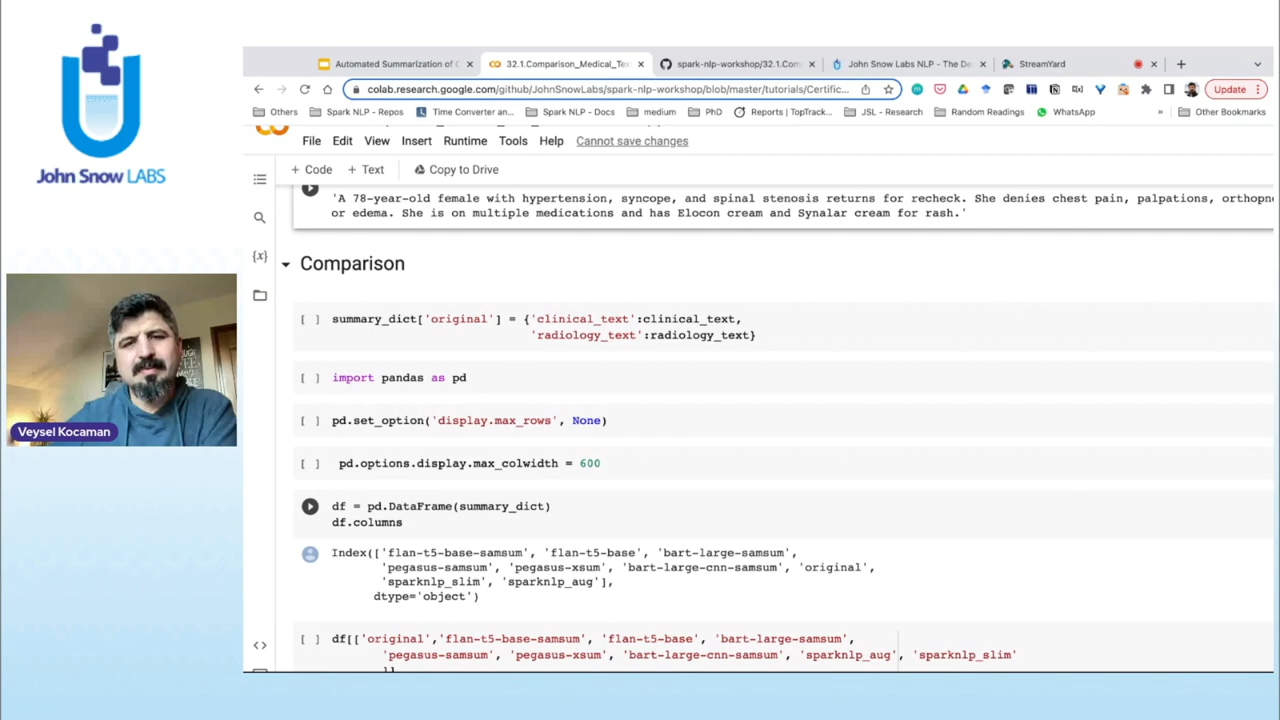 John Snow LABS
Automated Summarization of C
32.1.Comparison_Medical_Te
spark-nlp-workshop/32.1.Com
John Snow Labs NLP - The De
StreamYard
colab.research.google.com/github/JohnSnowLabs/spark-nlp-workshop/blob/master/tutorials/Certific...
Update
Others
Spark NLP - Repos
Time Converter an...
Spark NLP - Docs
medium
PhD
Reports | TopTrack...
JSL - Research
Random Readings
WhatsApp
»
Other Bookmarks
File Edit View Insert Runtime Tools Help Cannot save changes
+ Code + Text Copy to Drive
'A 78-year-old female with hypertension, syncope, and spinal stenosis returns for recheck. She denies chest pain, palpations, orthopn
or edema. She is on multiple medications and has Elocon cream and Synalar cream for rash.'
Comparison
[ ] summary_dict['original'] = {'clinical_text':clinical_text,
'radiology_text':radiology_text}
[ ] import pandas as pd
[ ] pd.set_option('display.max_rows', None)
[ ] pd.options.display.max_colwidth = 600
df = pd.DataFrame(summary_dict)
df.columns
Index(['flan-t5-base-samsum', 'flan-t5-base', 'bart-large-samsum',
'pegasus-samsum', 'pegasus-xsum', 'bart-large-cnn-samsum', 'original',
'sparknlp_slim', 'sparknlp_aug'],
dtype='object')
[ ] df[['original','flan-t5-base-samsum', 'flan-t5-base', 'bart-large-samsum',
'pegasus-samsum', 'pegasus-xsum', 'bart-large-cnn-samsum', 'sparknlp_aug', 'sparknlp_slim'
]]
{x}
<>
Veysel Kocaman